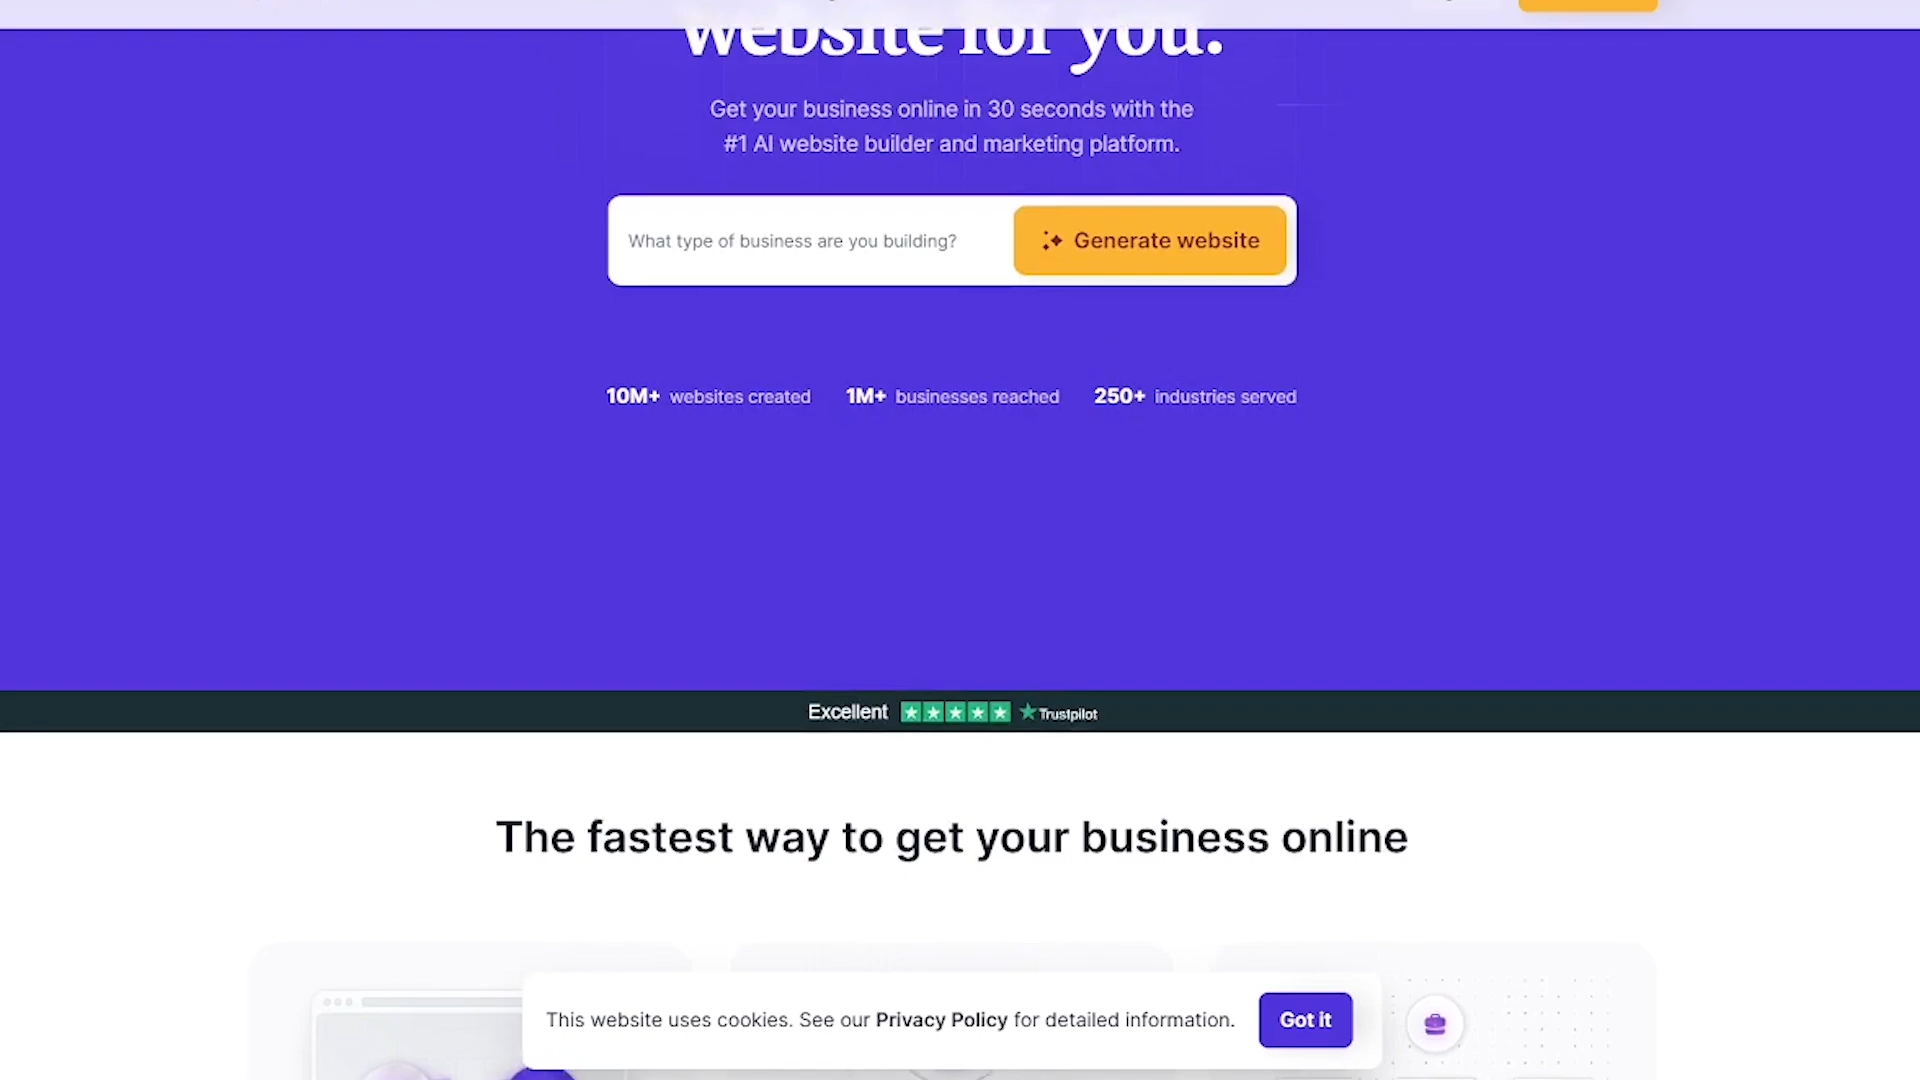 website for you.
Get your business online in 30 seconds with the
#1 AI website builder and marketing platform.
What type of business are you building?
Generate website
10M+ websites created
1M+ businesses reached
250+ industries served
Excellent
Trustpilot
The fastest way to get your business online
This website uses cookies. See our Privacy Policy for detailed information.
Got it